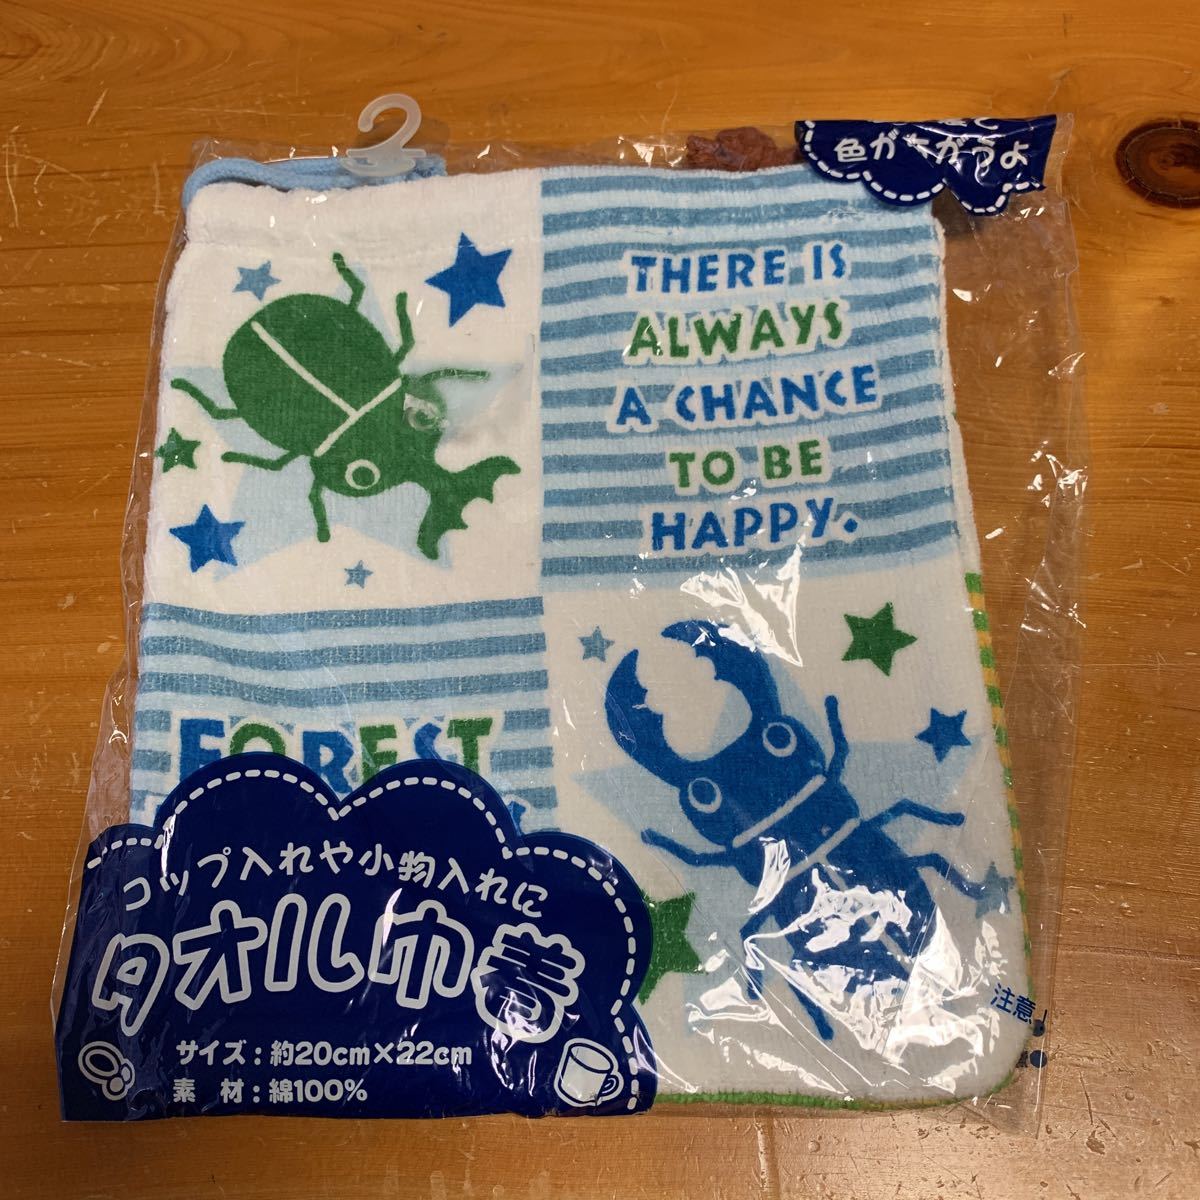 色がちがうよ
THERE IS
ALWAYS
A CHANCE
TO BE
HAPPY.
FOREST
コップ入れや小物入れに
タオル巾着
サイズ：約20cm×22cm
素　材：綿100%
注意